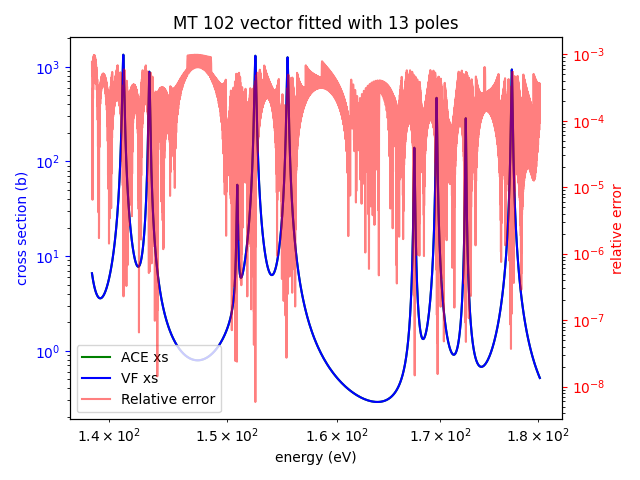 MT 102 vector fitted with 13 poles
10³
10²
10¹
10⁰
cross section (b)
10⁻³
10⁻⁴
10⁻⁵
10⁻⁶
10⁻⁷
10⁻⁸
relative error
ACE xs
VF xs
Relative error
1.4 × 10²
1.5 × 10²
1.6 × 10²
1.7 × 10²
1.8 × 10²
energy (eV)